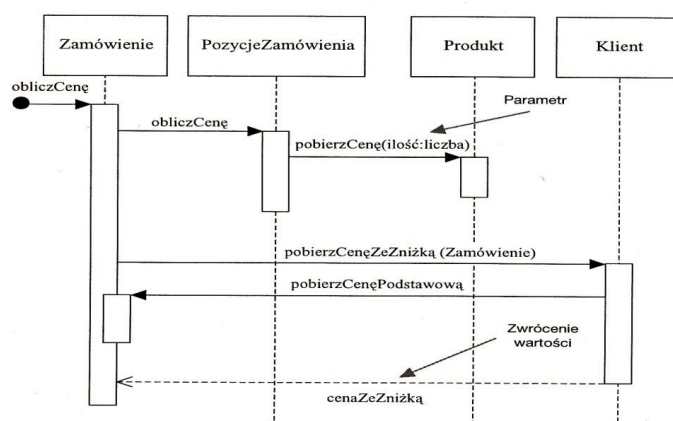 Zamówienie
PozycjeZamówienia
Produkt
Klient
obliczCenę
obliczCenę
Parametr
pobierzCenę(ilość:liczba)
pobierzCenęZeZniżką (Zamówienie)
pobierzCenęPodstawową
Zwrócenie
wartości
cenaZeZniżką